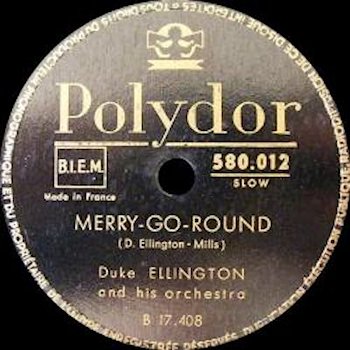 Polydor
B.I.E.M.
580.012
Made in France
SLOW
MERRY-GO-ROUND
(D. Ellington - Mills)
Duke ELLINGTON
and his orchestra
B 17.408